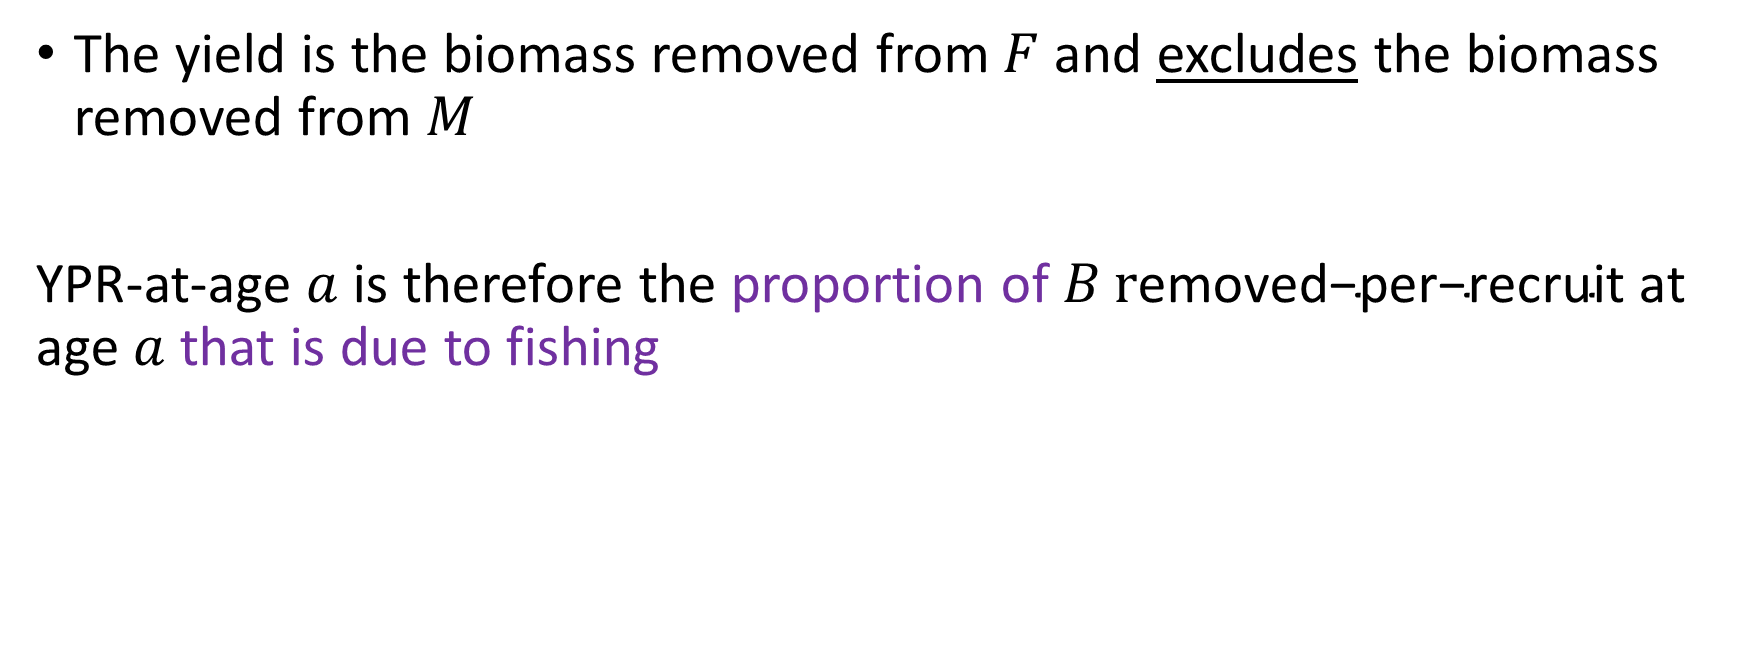 • The yield is the biomass removed from F and excludes the biomass
removed from M
YPR-at-age a is therefore the proportion of B removed-per-recruit at
age a that is due to fishing